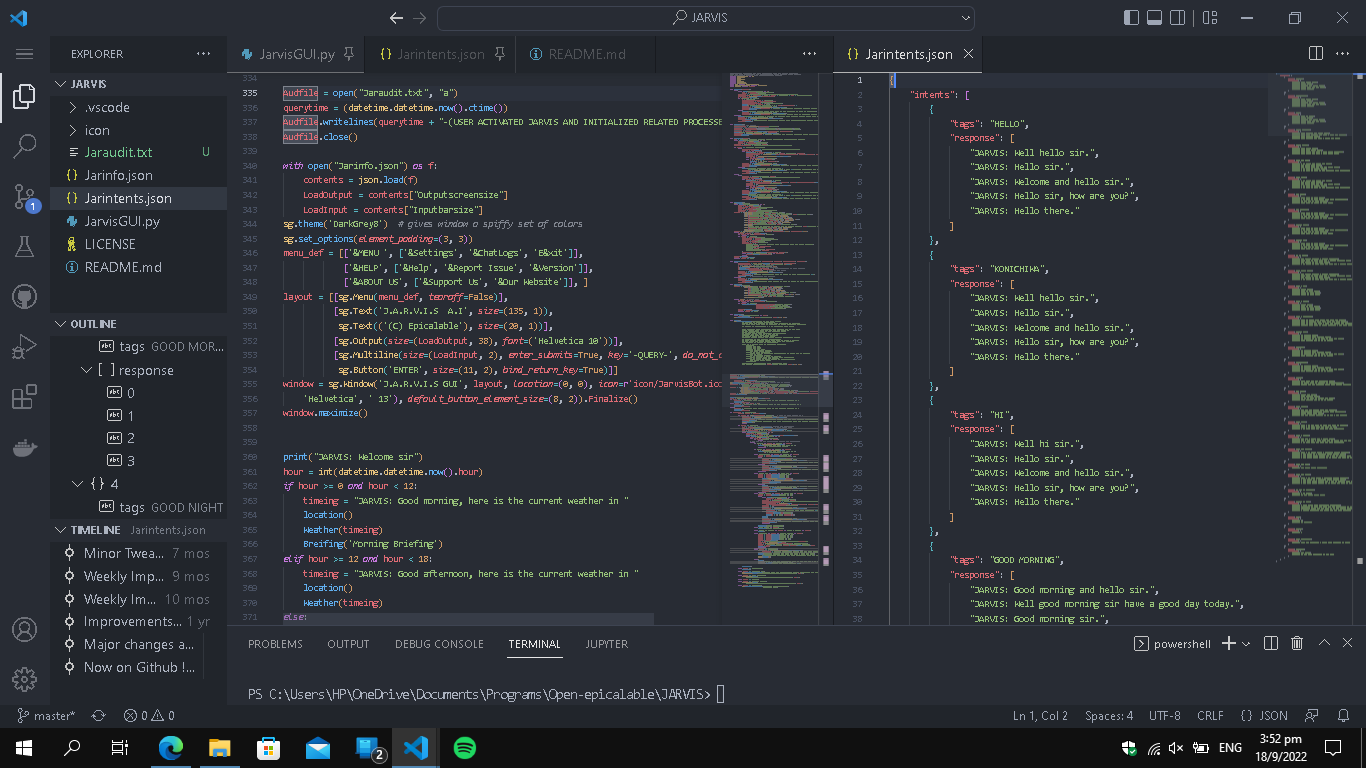 JARVIS
EXPLORER
JARVIS
.vscode
icon
Jaraudit.txt U
Jarinfo.json
Jarintents.json
JarvisGUI.py
LICENSE
README.md
OUTLINE
tags GOOD MOR...
[ ] response
0
1
2
3
{} 4
tags GOOD NIGHT
TIMELINE Jarintents.json
Minor Twea... 7 mos
Weekly Imp... 9 mos
Weekly Im... 10 mos
Improvements... 1 yr
Major changes a...
Now on Github !...
JarvisGUI.py
Jarintents.json
README.md
334
335 Audfile = open("Jaraudit.txt", "a")
336 querytime = (datetime.datetime.now().ctime())
337 Audfile.writelines(querytime + "-(USER ACTIVATED JARVIS AND INITIALIZED RELATED PROCESSE
338 Audfile.close()
339
340 with open("Jarinfo.json") as f:
341 contents = json.load(f)
342 LoadOutput = contents["Outputscreensize"]
343 LoadInput = contents["Inputbarsize"]
344 sg.theme('DarkGrey8') # gives window a spiffy set of colors
345 sg.set_options(element_padding=(3, 3))
346 menu_def = [['&MENU ', ['&Settings', '&ChatLogs', 'E&xit']],
347 ['&HELP', ['&Help', '&Report Issue', '&Version']],
348 ['&ABOUT US', ['&Support Us', '&Our Website']], ]
349 layout = [[sg.Menu(menu_def, tearoff=False)],
350 [sg.Text('J.A.R.V.I.S A.I', size=(135, 1)),
351 sg.Text(('(C) Epicalable'), size=(20, 1))],
352 [sg.Output(size=(LoadOutput, 38), font=('Helvetica 10'))],
353 [sg.Multiline(size=(LoadInput, 2), enter_submits=True, key='-QUERY-', do_not_c
354 sg.Button('ENTER', size=(11, 2), bind_return_key=True)]]
355 window = sg.Window('J.A.R.V.I.S GUI', layout, location=(0, 0), icon=r'icon/JarvisBot.ico
356 'Helvetica', ' 13'), default_button_element_size=(8, 2)).Finalize()
357 window.maximize()
358
359
360 print("JARVIS: Welcome sir")
361 hour = int(datetime.datetime.now().hour)
362 if hour >= 0 and hour < 12:
363 timeing = "JARVIS: Good morning, here is the current weather in "
364 location()
365 Weather(timeing)
366 Breifing('Morning Briefing')
367 elif hour >= 12 and hour < 18:
368 timeing = "JARVIS: Good afternoon, here is the current weather in "
369 location()
370 Weather(timeing)
371 else:
Jarintents.json
1 {
2 "intents": [
3 {
4 "tags": "HELLO",
5 "response": [
6 "JARVIS: Well hello sir.",
7 "JARVIS: Hello sir.",
8 "JARVIS: Welcome and hello sir.",
9 "JARVIS: Hello sir, how are you?",
10 "JARVIS: Hello there."
11 ]
12 },
13 {
14 "tags": "KONICHIWA",
15 "response": [
16 "JARVIS: Well hello sir.",
17 "JARVIS: Hello sir.",
18 "JARVIS: Welcome and hello sir.",
19 "JARVIS: Hello sir, how are you?",
20 "JARVIS: Hello there."
21 ]
22 },
23 {
24 "tags": "HI",
25 "response": [
26 "JARVIS: Well hi sir.",
27 "JARVIS: Hello sir.",
28 "JARVIS: Welcome and hello sir.",
29 "JARVIS: Hello sir, how are you?",
30 "JARVIS: Hello there."
31 ]
32 },
33 {
34 "tags": "GOOD MORNING",
35 "response": [
36 "JARVIS: Good morning and hello sir.",
37 "JARVIS: Well good morning sir have a good day today.",
38 "JARVIS: Good morning sir.",
PROBLEMS OUTPUT DEBUG CONSOLE TERMINAL JUPYTER
powershell
PS C:\Users\HP\OneDrive\Documents\Programs\Open-epicalable\JARVIS>
1
master* 0 0
Ln 1, Col 2 Spaces: 4 UTF-8 CRLF {} JSON
2
ENG
3:52 pm
18/9/2022